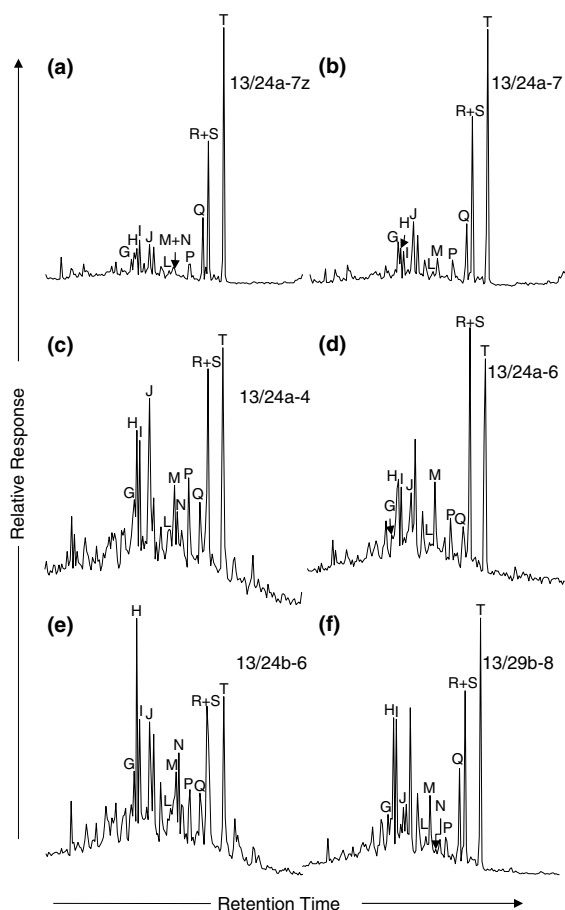 (a)
13/24a-7z
G H I J L M+N P Q R+S T
(b)
13/24a-7
G H I J L M P Q R+S T
(c)
13/24a-4
G H I J L M N P Q R+S T
(d)
13/24a-6
G H I J L M P Q R+S T
(e)
13/24b-6
G H I J L M N P Q R+S T
(f)
13/29b-8
G H I J L M N P Q R+S T
Relative Response
Retention Time